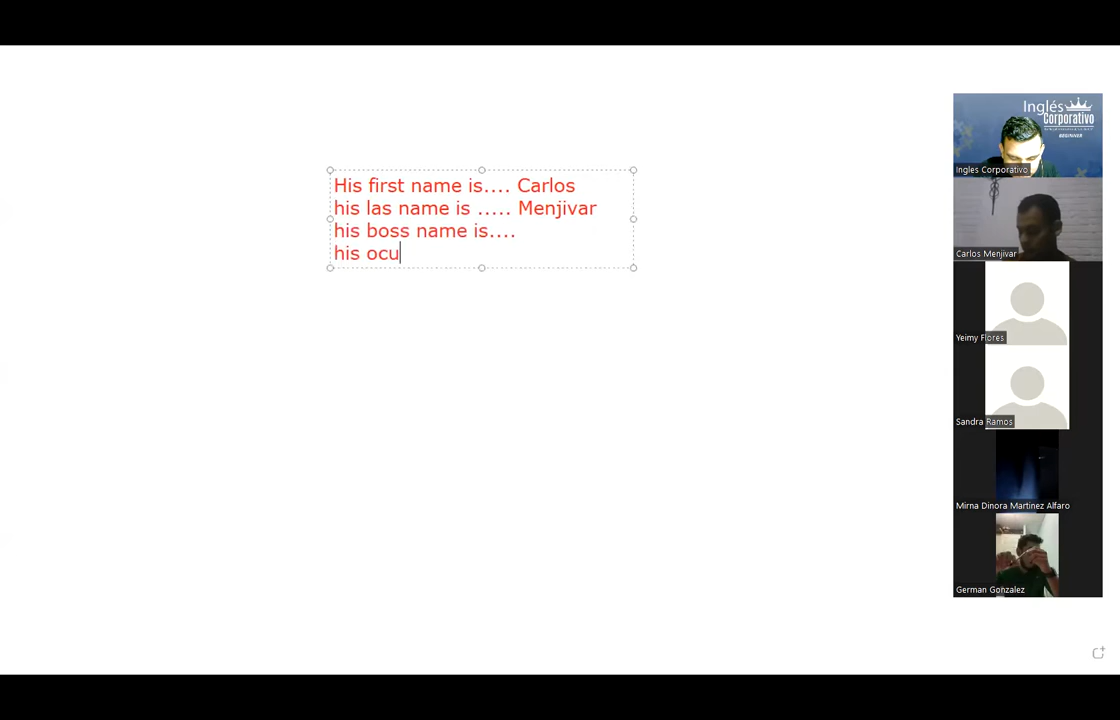 His first name is.... Carlos
his las name is ..... Menjivar
his boss name is....
his ocu
Inglés
Corporativo
BEGINNER
Ingles Corporativo
Carlos Menjivar
Yeimy Flores
Sandra Ramos
Mirna Dinora Martinez Alfaro
German Gonzalez